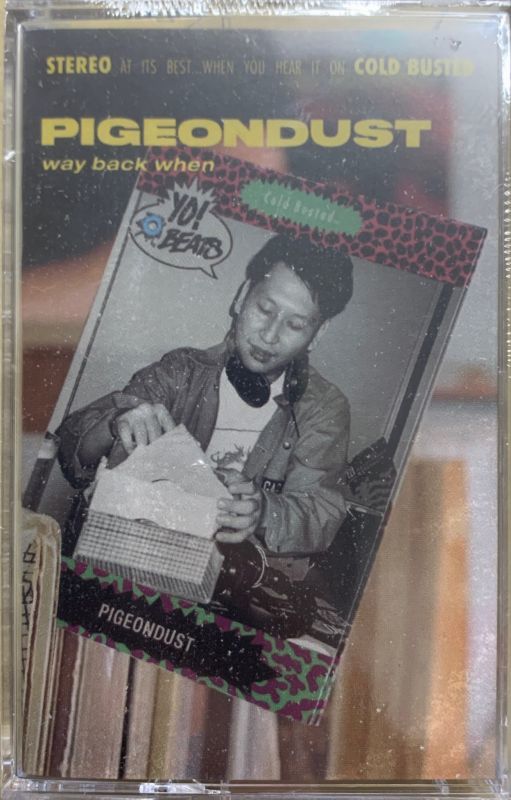 STEREO AT ITS BEST...WHEN YOU HEAR IT ON COLD BUSTED
PIGEONDUST
way back when
Cold Busted
YO!
BEATS
PIGEONDUST